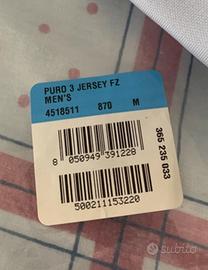 PURO 3 JERSEY FZ
MEN'S
4518511 870 M
8 050949 391228
365 235 033
500211153220
subito